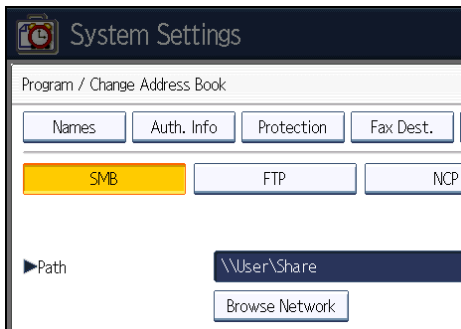 System Settings
Program / Change Address Book
Names Auth. Info Protection Fax Dest.
SMB FTP NCP
▶Path \\User\Share
Browse Network